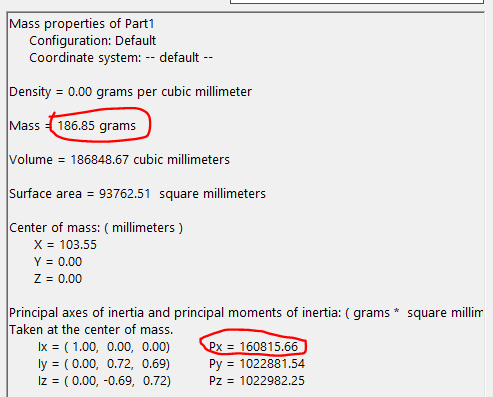 Mass properties of Part1
Configuration: Default
Coordinate system: -- default --
Density = 0.00 grams per cubic millimeter
Mass = 186.85 grams
Volume = 186848.67 cubic millimeters
Surface area = 93762.51 square millimeters
Center of mass: ( millimeters )
X = 103.55
Y = 0.00
Z = 0.00
Principal axes of inertia and principal moments of inertia: ( grams * square millim
Taken at the center of mass.
Ix = ( 1.00, 0.00, 0.00) Px = 160815.66
Iy = ( 0.00, 0.72, 0.69) Py = 1022881.54
Iz = ( 0.00, -0.69, 0.72) Pz = 1022982.25